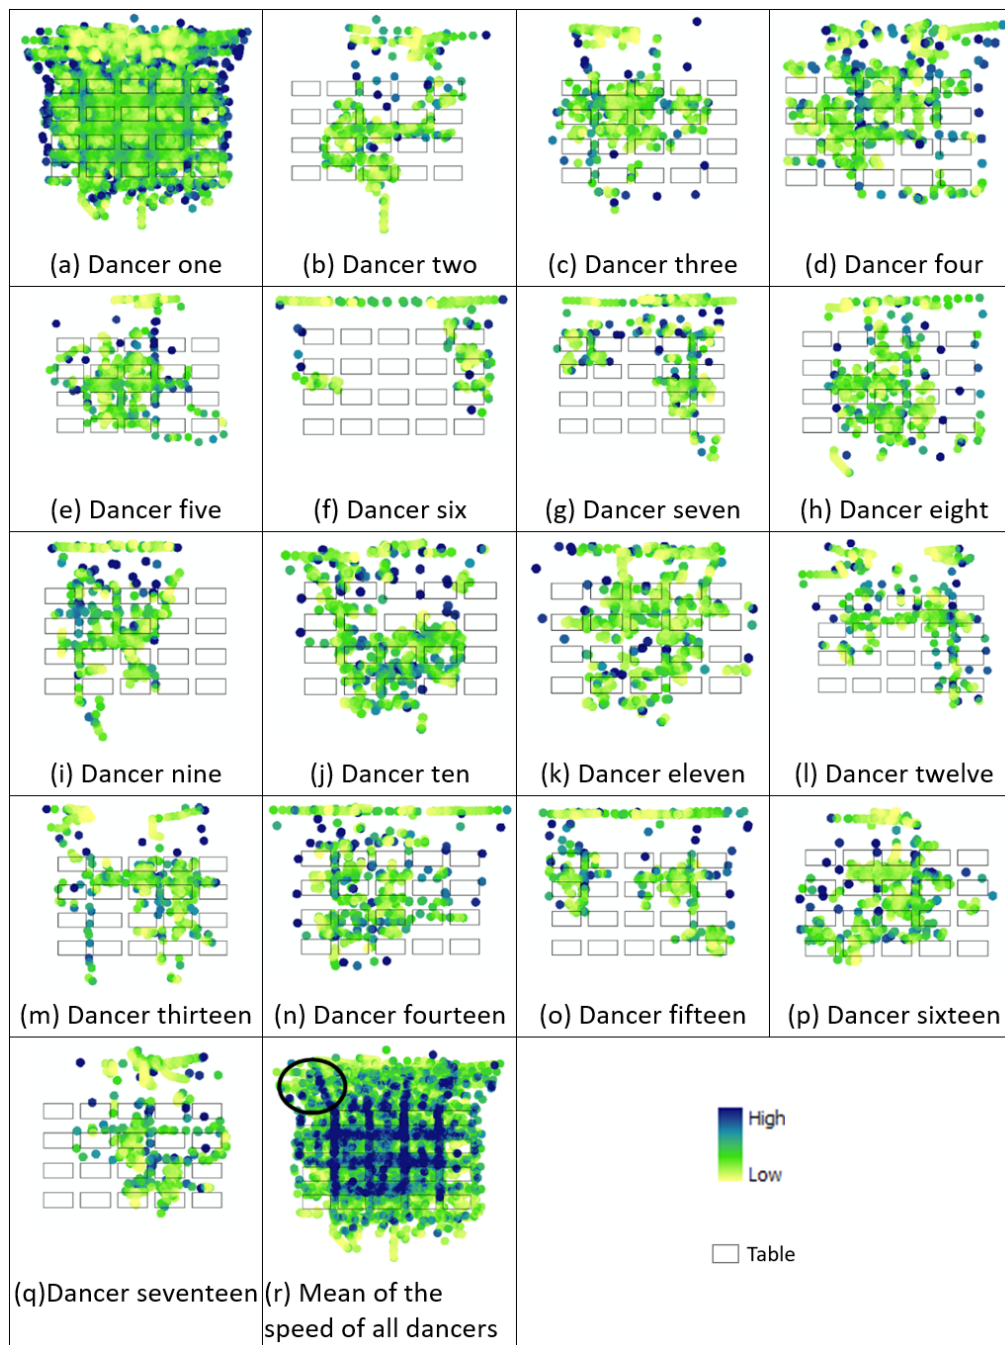 (a) Dancer one
(b) Dancer two
(c) Dancer three
(d) Dancer four
(e) Dancer five
(f) Dancer six
(g) Dancer seven
(h) Dancer eight
(i) Dancer nine
(j) Dancer ten
(k) Dancer eleven
(l) Dancer twelve
(m) Dancer thirteen
(n) Dancer fourteen
(o) Dancer fifteen
(p) Dancer sixteen
(q)Dancer seventeen
(r) Mean of the
speed of all dancers
High
Low
Table